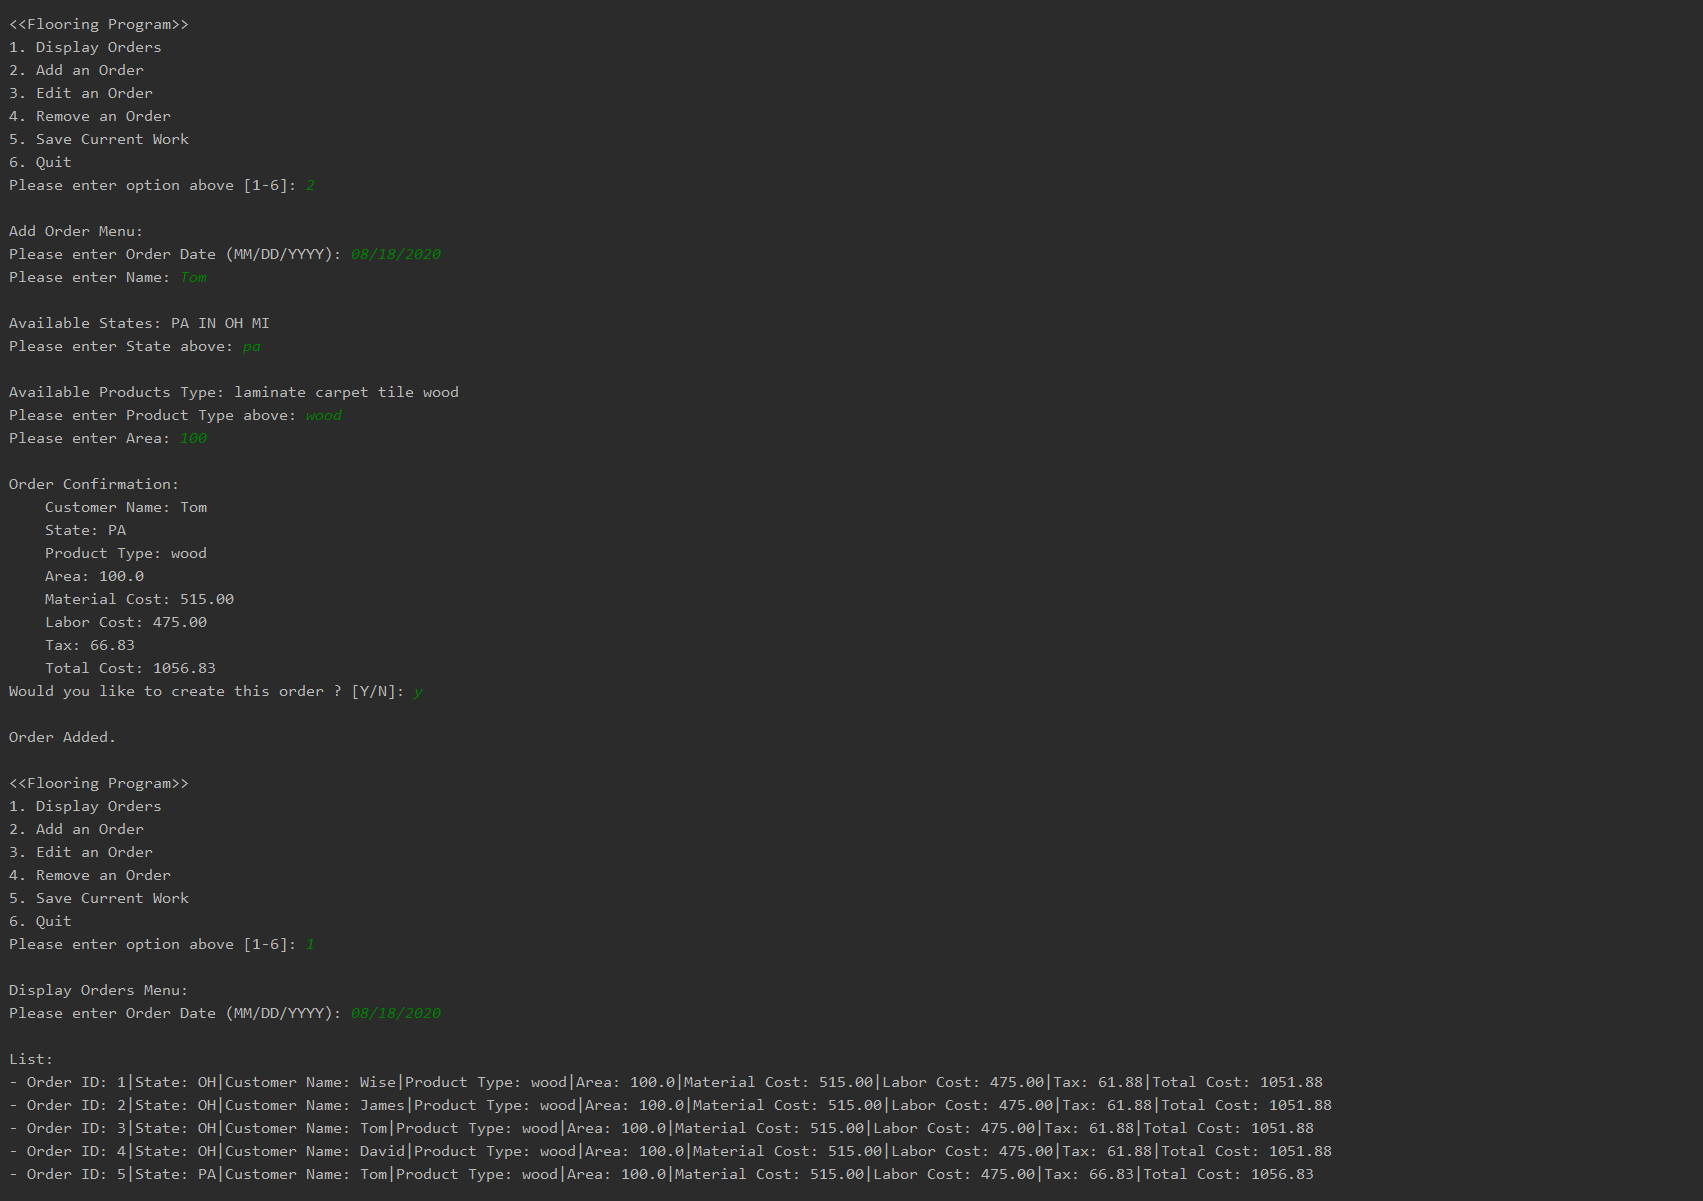 <<Flooring Program>>
1. Display Orders
2. Add an Order
3. Edit an Order
4. Remove an Order
5. Save Current Work
6. Quit
Please enter option above [1-6]: 2
Add Order Menu:
Please enter Order Date (MM/DD/YYYY): 08/18/2020
Please enter Name: Tom
Available States: PA IN OH MI
Please enter State above: pa
Available Products Type: laminate carpet tile wood
Please enter Product Type above: wood
Please enter Area: 100
Order Confirmation:
    Customer Name: Tom
    State: PA
    Product Type: wood
    Area: 100.0
    Material Cost: 515.00
    Labor Cost: 475.00
    Tax: 66.83
    Total Cost: 1056.83
Would you like to create this order ? [Y/N]: y
Order Added.
<<Flooring Program>>
1. Display Orders
2. Add an Order
3. Edit an Order
4. Remove an Order
5. Save Current Work
6. Quit
Please enter option above [1-6]: 1
Display Orders Menu:
Please enter Order Date (MM/DD/YYYY): 08/18/2020
List:
- Order ID: 1|State: OH|Customer Name: Wise|Product Type: wood|Area: 100.0|Material Cost: 515.00|Labor Cost: 475.00|Tax: 61.88|Total Cost: 1051.88
- Order ID: 2|State: OH|Customer Name: James|Product Type: wood|Area: 100.0|Material Cost: 515.00|Labor Cost: 475.00|Tax: 61.88|Total Cost: 1051.88
- Order ID: 3|State: OH|Customer Name: Tom|Product Type: wood|Area: 100.0|Material Cost: 515.00|Labor Cost: 475.00|Tax: 61.88|Total Cost: 1051.88
- Order ID: 4|State: OH|Customer Name: David|Product Type: wood|Area: 100.0|Material Cost: 515.00|Labor Cost: 475.00|Tax: 61.88|Total Cost: 1051.88
- Order ID: 5|State: PA|Customer Name: Tom|Product Type: wood|Area: 100.0|Material Cost: 515.00|Labor Cost: 475.00|Tax: 66.83|Total Cost: 1056.83